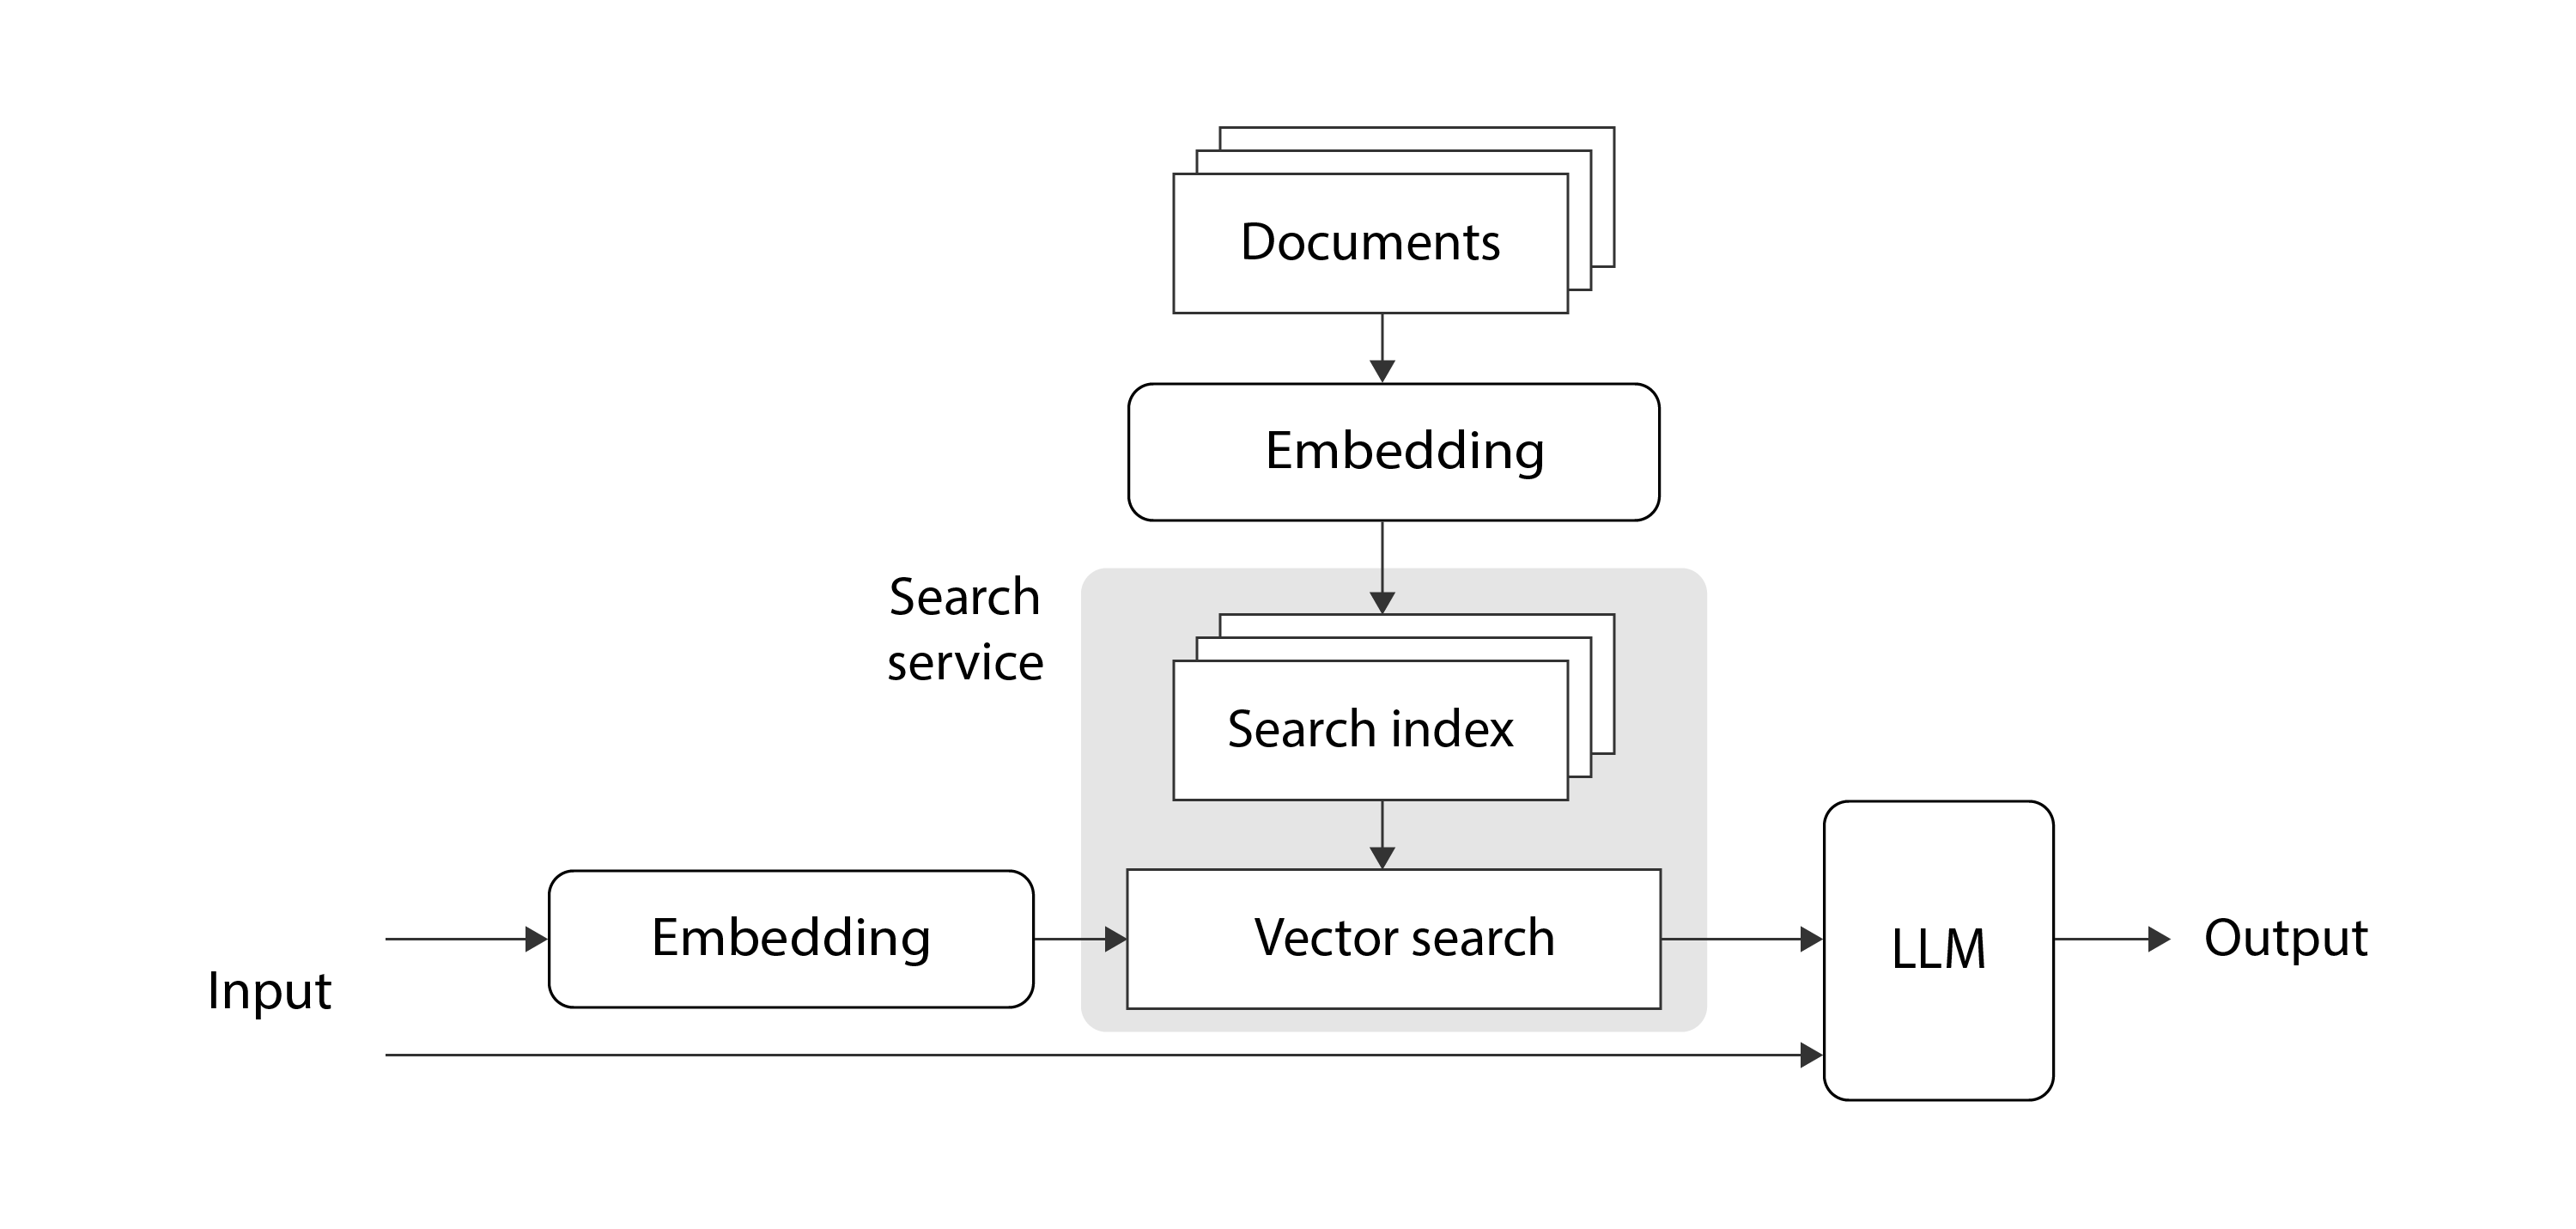 Documents
Embedding
Search
service
Search index
Input
Embedding
Vector search
LLM
Output